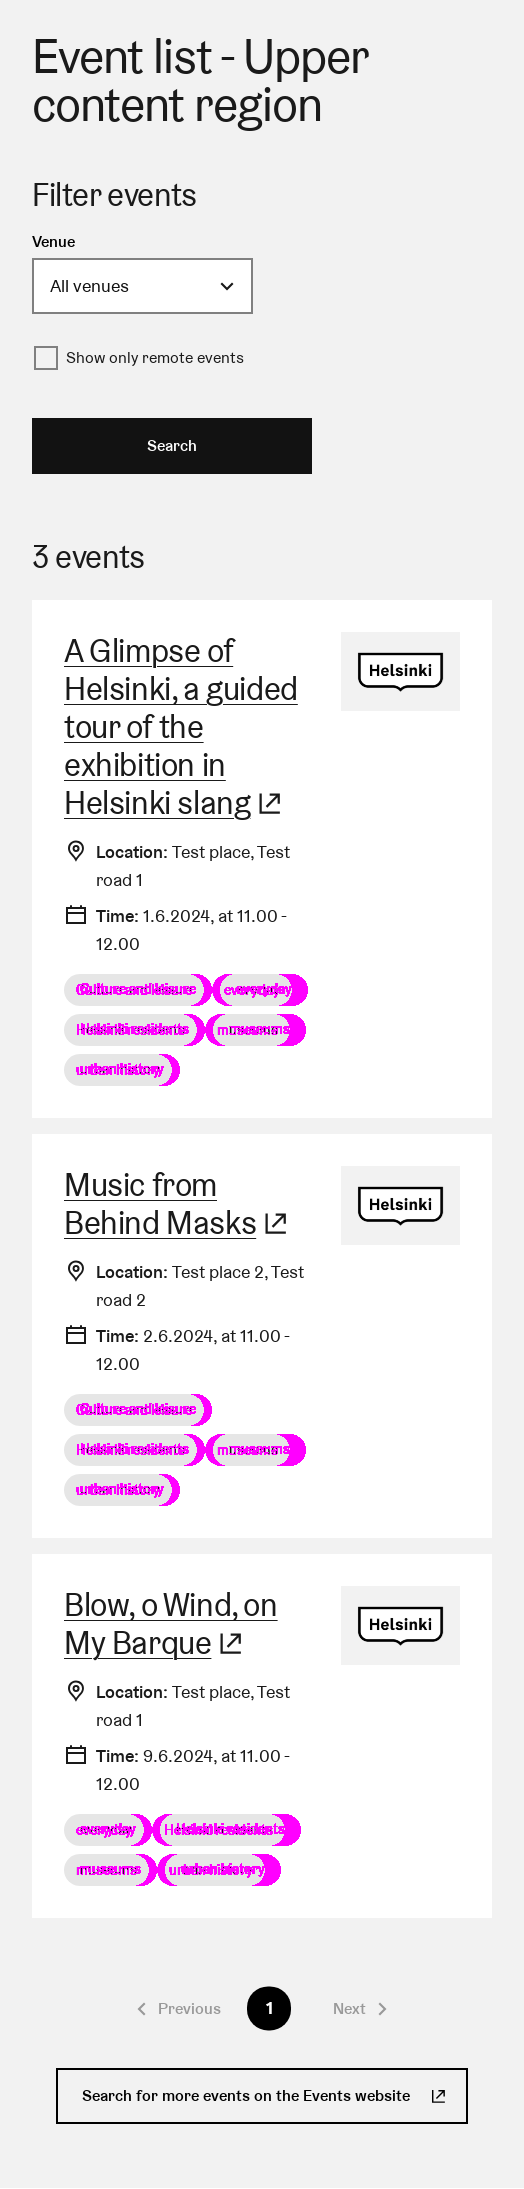 Event list - Upper
content region
Filter events
Venue
All venues
Show only remote events
Search
3 events
A Glimpse of
Helsinki, a guided
tour of the
exhibition in
Helsinki slang
Helsinki
Location: Test place, Test
road 1
Time: 1.6.2024, at 11.00 -
12.00
Culture and leisure everyday
Helsinki residents museums
urban history
Music from
Behind Masks
Helsinki
Location: Test place 2, Test
road 2
Time: 2.6.2024, at 11.00 -
12.00
Culture and leisure
Helsinki residents museums
urban history
Blow, o Wind, on
My Barque
Helsinki
Location: Test place, Test
road 1
Time: 9.6.2024, at 11.00 -
12.00
everyday Helsinki residents
museums urban history
Previous 1 Next
Search for more events on the Events website